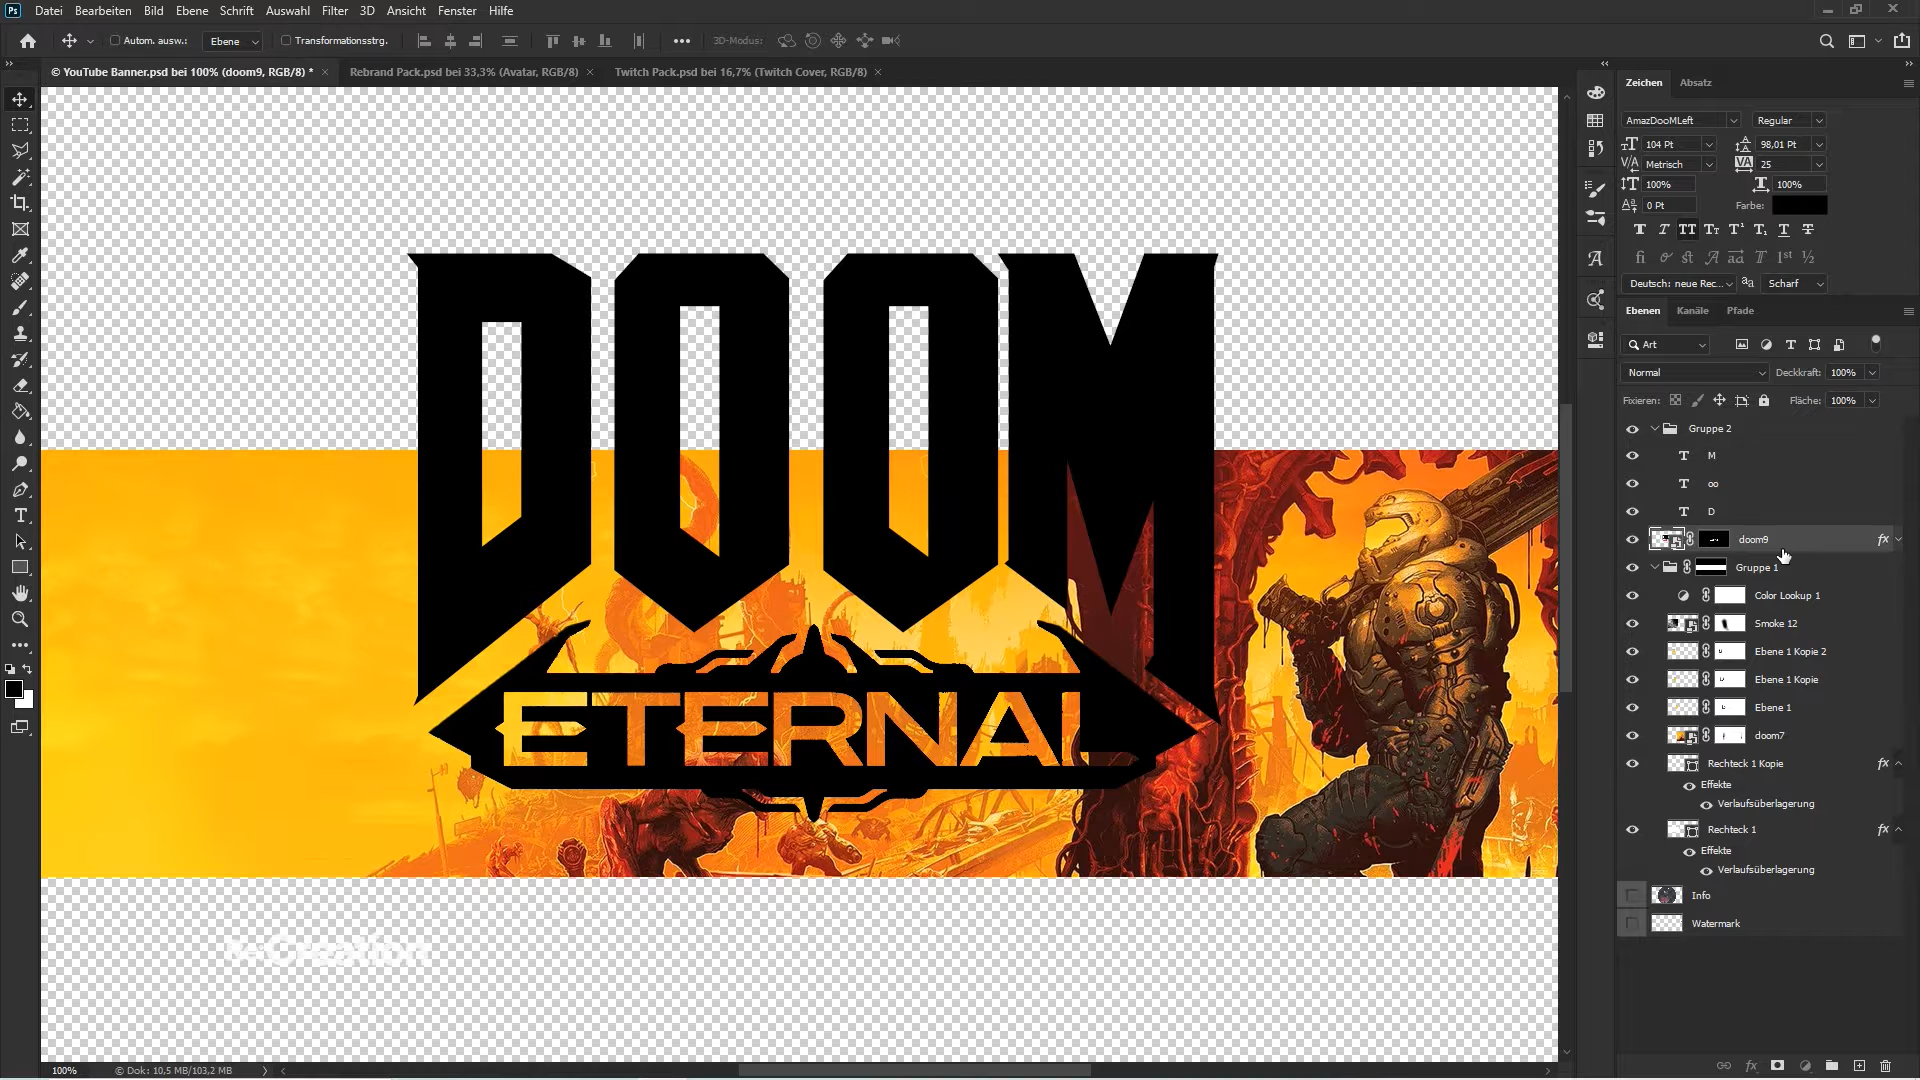 Ps Datei Bearbeiten Bild Ebene Schrift Auswahl Filter 3D Ansicht Fenster Hilfe
Autom. ausw.: Ebene Transformationsstrg. 3D-Modus:
© YouTube Banner.psd bei 100% (doom9, RGB/8) * Rebrand Pack.psd bei 33,3% (Avatar, RGB/8) Twitch Pack.psd bei 16,7% (Twitch Cover, RGB/8)
Zeichen Absatz
AmazDooMLeft Regular
104 Pt 98,01 Pt
Metrisch 25
100% 100%
0 Pt Farbe:
Deutsch: neue Rec... Scharf
Ebenen Kanäle Pfade
Art
Normal Deckkraft: 100%
Fixieren: Fläche: 100%
Gruppe 2
M
oo
D
doom9
Gruppe 1
Color Lookup 1
Smoke 12
Ebene 1 Kopie 2
Ebene 1 Kopie
Ebene 1
doom7
Rechteck 1 Kopie
Effekte
Verlaufsüberlagerung
Rechteck 1
Effekte
Verlaufsüberlagerung
Info
Watermark
DOOM
ETERNAL
100% © Dok: 10,5 MB/103,2 MB